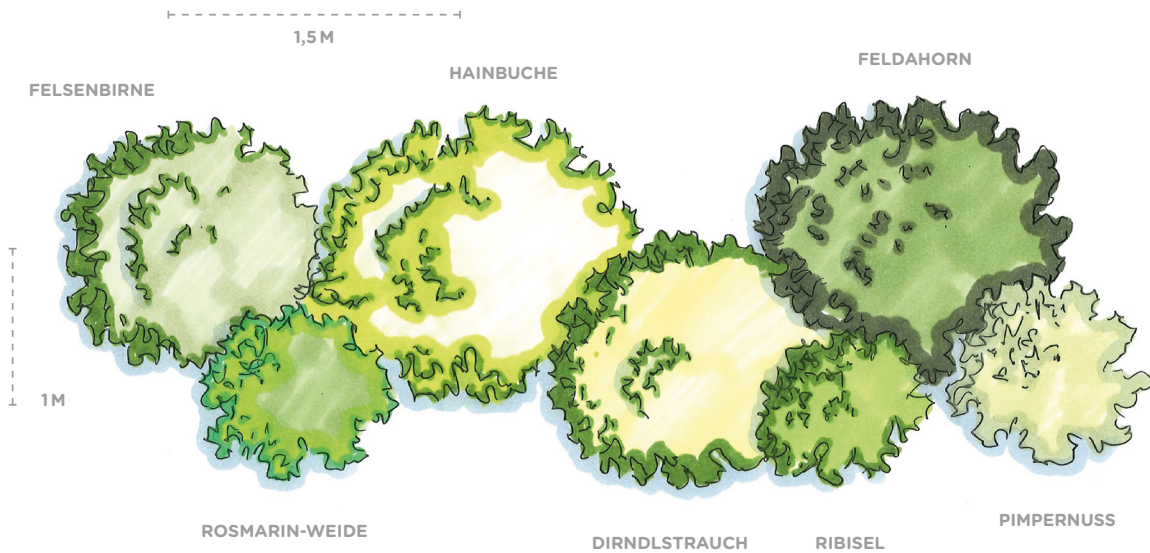 1,5 M
HAINBUCHE
FELDAHORN
FELSENBIRNE
1 M
ROSMARIN-WEIDE
DIRNDLSTRAUCH
RIBISEL
PIMPERNUSS